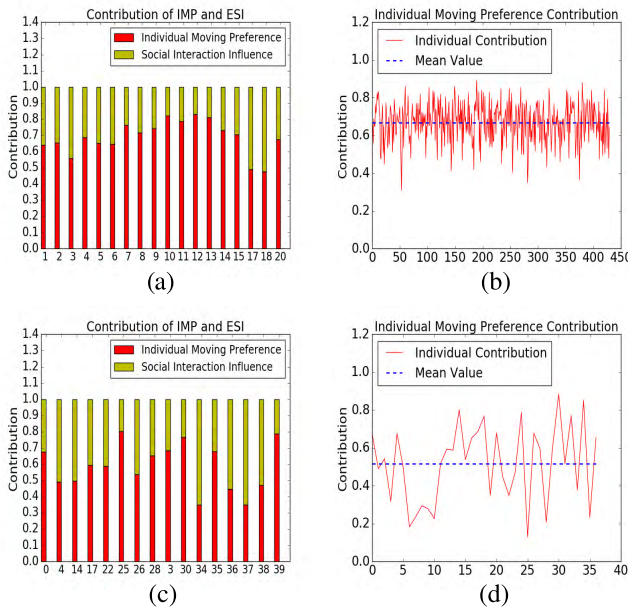 Contribution of IMP and ESI
1.4
1.3
1.2
1.1
1.0
0.9
0.8
0.7
0.6
0.5
0.4
0.3
0.2
0.1
0.0
Contribution
Individual Moving Preference
Social Interaction Influence
1 2 3 4 5 6 7 8 9 10 11 12 13 14 15 17 18 20
(a)
Individual Moving Preference Contribution
1.2
1.0
0.8
0.6
0.4
0.2
0.0
Contribution
Individual Contribution
Mean Value
0 50 100 150 200 250 300 350 400 450
(b)
Contribution of IMP and ESI
1.4
1.3
1.2
1.1
1.0
0.9
0.8
0.7
0.6
0.5
0.4
0.3
0.2
0.1
0.0
Contribution
Individual Moving Preference
Social Interaction Influence
0 4 14 17 22 25 26 28 3 30 34 35 36 37 38 39
(c)
Individual Moving Preference Contribution
1.2
1.0
0.8
0.6
0.4
0.2
0.0
Contribution
Individual Contribution
Mean Value
0 5 10 15 20 25 30 35 40
(d)